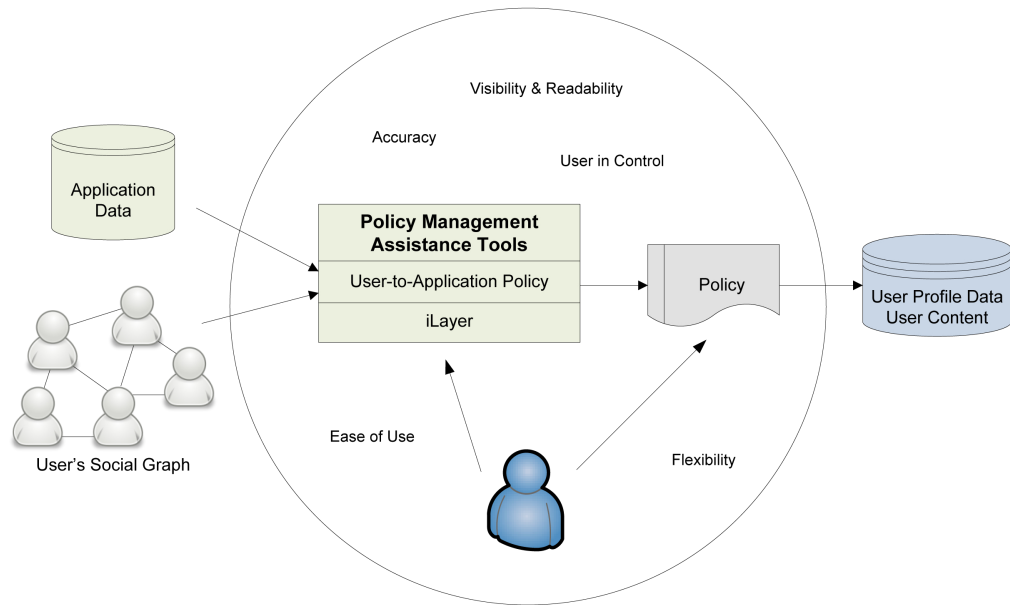 Visibility & Readability
Accuracy
User in Control
Application
Data
Policy Management
Assistance Tools
User-to-Application Policy
iLayer
Policy
User Profile Data
User Content
User's Social Graph
Ease of Use
Flexibility